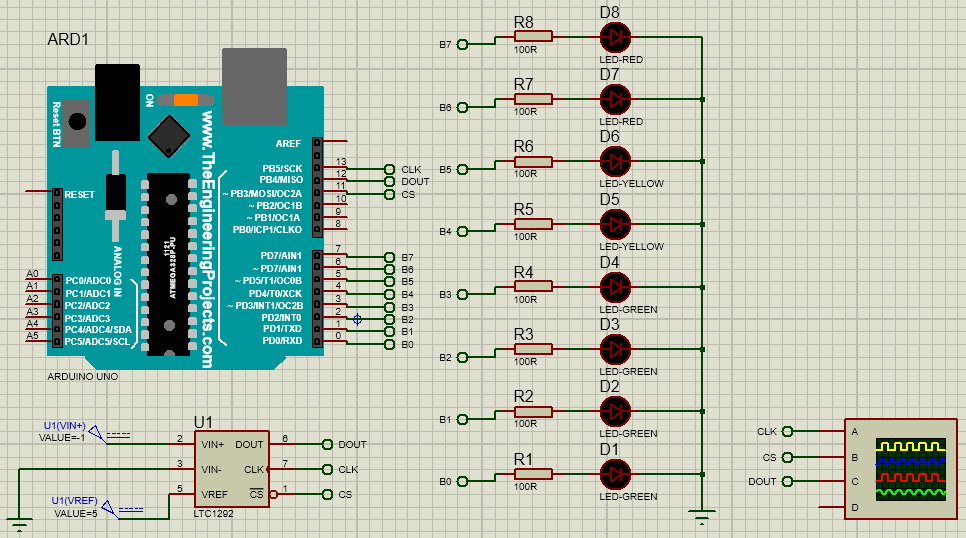 ARD1
Reset BTN
ON
www.TheEngineeringProjects.com
RESET
ANALOG IN
1121
ATMEGA328P-PU
AREF
PB5/SCK 13 CLK
PB4/MISO 12 DOUT
~ PB3/MOSI/OC2A 11 CS
~ PB2/OC1B 10
~ PB1/OC1A 9
PB0/ICP1/CLKO 8
PD7/AIN1 7 B7
~ PD7/AIN1 6 B6
~ PD5/T1/OC0B 5 B5
PD4/T0/XCK 4 B4
~ PD3/INT1/OC2B 3 B3
PD2/INT0 2 B2
PD1/TXD 1 B1
PD0/RXD 0 B0
A0 PC0/ADC0
A1 PC1/ADC1
A2 PC2/ADC2
A3 PC3/ADC3
A4 PC4/ADC4/SDA
A5 PC5/ADC5/SCL
ARDUINO UNO
B7 R8 100R D8 LED-RED
B6 R7 100R D7 LED-RED
B5 R6 100R D6 LED-YELLOW
B4 R5 100R D5 LED-YELLOW
B3 R4 100R D4 LED-GREEN
B2 R3 100R D3 LED-GREEN
B1 R2 100R D2 LED-GREEN
B0 R1 100R D1 LED-GREEN
U1
U1(VIN+)
VALUE=-1
2 VIN+ DOUT 6 DOUT
3 VIN- CLK 7 CLK
5 VREF CS 1 CS
U1(VREF)
VALUE=5
LTC1292
CLK A
CS B
DOUT C
D